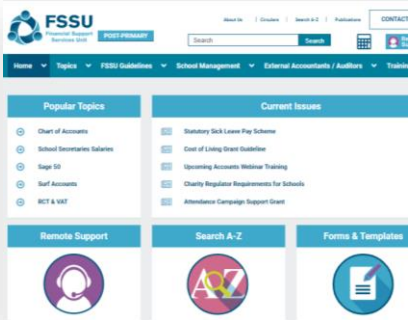 FSSU
Financial Support
Services Unit
POST-PRIMARY
About Us | Circulars | Search A-Z | Publications
CONTACT
Search
Search
Home
Topics
FSSU Guidelines
School Management
External Accountants / Auditors
Training
Popular Topics
Chart of Accounts
School Secretaries Salaries
Sage 50
Surf Accounts
RCT & VAT
Current Issues
Statutory Sick Leave Pay Scheme
Cost of Living Grant Guideline
Upcoming Accounts Webinar Training
Charity Regulator Requirements for Schools
Attendance Campaign Support Grant
Remote Support
Search A-Z
Forms & Templates
AZ